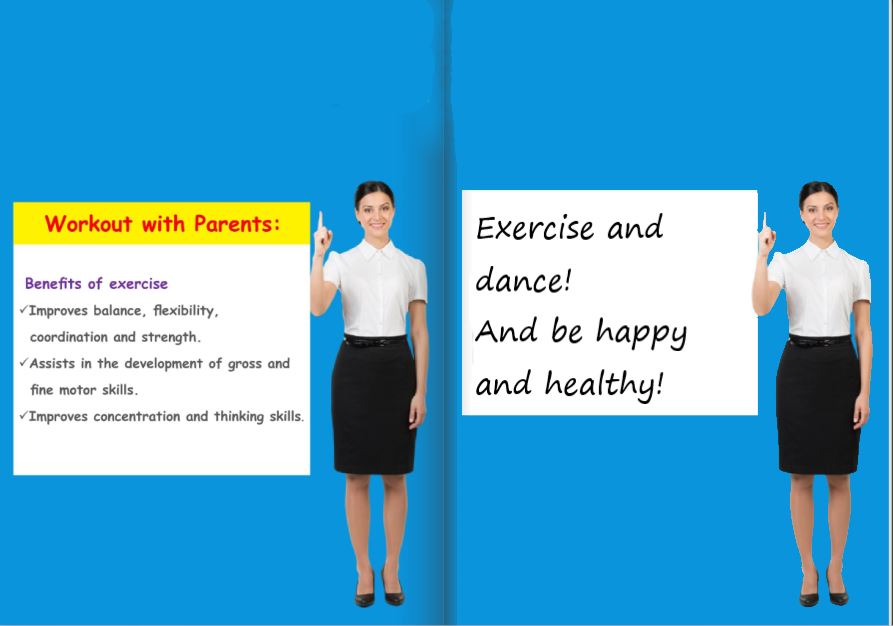 Workout with Parents:
Benefits of exercise
✓Improves balance, flexibility,
coordination and strength.
✓Assists in the development of gross and
fine motor skills.
✓Improves concentration and thinking skills.
Exercise and
dance!
And be happy
and healthy!